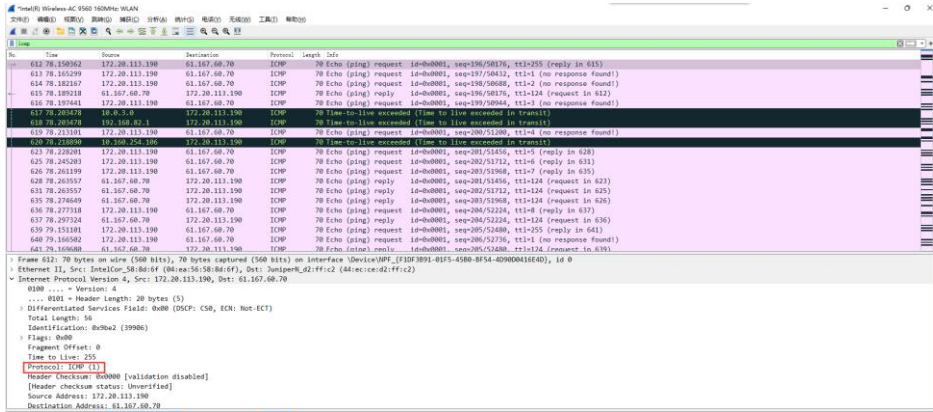 *Intel(R) Wireless-AC 9560 160MHz: WLAN
文件(F) 编辑(E) 视图(V) 跳转(G) 捕获(C) 分析(A) 统计(S) 电话(Y) 无线(W) 工具(T) 帮助(H)
icmp
No. Time Source Destination Protocol Length Info
612 78.150362 172.20.113.190 61.167.60.70 ICMP 70 Echo (ping) request id=0x0001, seq=196/50176, ttl=255 (reply in 615)
613 78.165299 172.20.113.190 61.167.60.70 ICMP 70 Echo (ping) request id=0x0001, seq=197/50432, ttl=1 (no response found!)
614 78.182167 172.20.113.190 61.167.60.70 ICMP 70 Echo (ping) request id=0x0001, seq=198/50688, ttl=2 (no response found!)
615 78.189218 61.167.60.70 172.20.113.190 ICMP 70 Echo (ping) reply id=0x0001, seq=196/50176, ttl=124 (request in 612)
616 78.197441 172.20.113.190 61.167.60.70 ICMP 70 Echo (ping) request id=0x0001, seq=199/50944, ttl=3 (no response found!)
617 78.203478 10.0.3.0 172.20.113.190 ICMP 70 Time-to-live exceeded (Time to live exceeded in transit)
618 78.203478 192.168.82.1 172.20.113.190 ICMP 70 Time-to-live exceeded (Time to live exceeded in transit)
619 78.213101 172.20.113.190 61.167.60.70 ICMP 70 Echo (ping) request id=0x0001, seq=200/51200, ttl=4 (no response found!)
620 78.218890 10.160.254.106 172.20.113.190 ICMP 70 Time-to-live exceeded (Time to live exceeded in transit)
623 78.228201 172.20.113.190 61.167.60.70 ICMP 70 Echo (ping) request id=0x0001, seq=201/51456, ttl=5 (reply in 628)
625 78.245203 172.20.113.190 61.167.60.70 ICMP 70 Echo (ping) request id=0x0001, seq=202/51712, ttl=6 (reply in 631)
626 78.261199 172.20.113.190 61.167.60.70 ICMP 70 Echo (ping) request id=0x0001, seq=203/51968, ttl=7 (reply in 635)
628 78.263557 61.167.60.70 172.20.113.190 ICMP 70 Echo (ping) reply id=0x0001, seq=201/51456, ttl=124 (request in 623)
631 78.263557 61.167.60.70 172.20.113.190 ICMP 70 Echo (ping) reply id=0x0001, seq=202/51712, ttl=124 (request in 625)
635 78.274649 61.167.60.70 172.20.113.190 ICMP 70 Echo (ping) reply id=0x0001, seq=203/51968, ttl=124 (request in 626)
636 78.277318 172.20.113.190 61.167.60.70 ICMP 70 Echo (ping) request id=0x0001, seq=204/52224, ttl=8 (reply in 637)
637 78.297324 61.167.60.70 172.20.113.190 ICMP 70 Echo (ping) reply id=0x0001, seq=204/52224, ttl=124 (request in 636)
639 79.151101 172.20.113.190 61.167.60.70 ICMP 70 Echo (ping) request id=0x0001, seq=205/52480, ttl=255 (reply in 641)
640 79.166502 172.20.113.190 61.167.60.70 ICMP 70 Echo (ping) request id=0x0001, seq=206/52736, ttl=1 (no response found!)
641 79.169680 61.167.60.70 172.20.113.190 ICMP 70 Echo (ping) reply id=0x0001, seq=205/52480, ttl=124 (request in 639)
Frame 612: 70 bytes on wire (560 bits), 70 bytes captured (560 bits) on interface \Device\NPF_{F1DF3B91-01F5-45B0-8F54-4D90D0416E4D}, id 0
Ethernet II, Src: IntelCor_58:8d:6f (04:ea:56:58:8d:6f), Dst: JuniperN_d2:ff:c2 (44:ec:ce:d2:ff:c2)
Internet Protocol Version 4, Src: 172.20.113.190, Dst: 61.167.60.70
0100 .... = Version: 4
.... 0101 = Header Length: 20 bytes (5)
Differentiated Services Field: 0x00 (DSCP: CS0, ECN: Not-ECT)
Total Length: 56
Identification: 0x9be2 (39906)
Flags: 0x00
Fragment Offset: 0
Time to Live: 255
Protocol: ICMP (1)
Header Checksum: 0x0000 [validation disabled]
[Header checksum status: Unverified]
Source Address: 172.20.113.190
Destination Address: 61.167.60.70